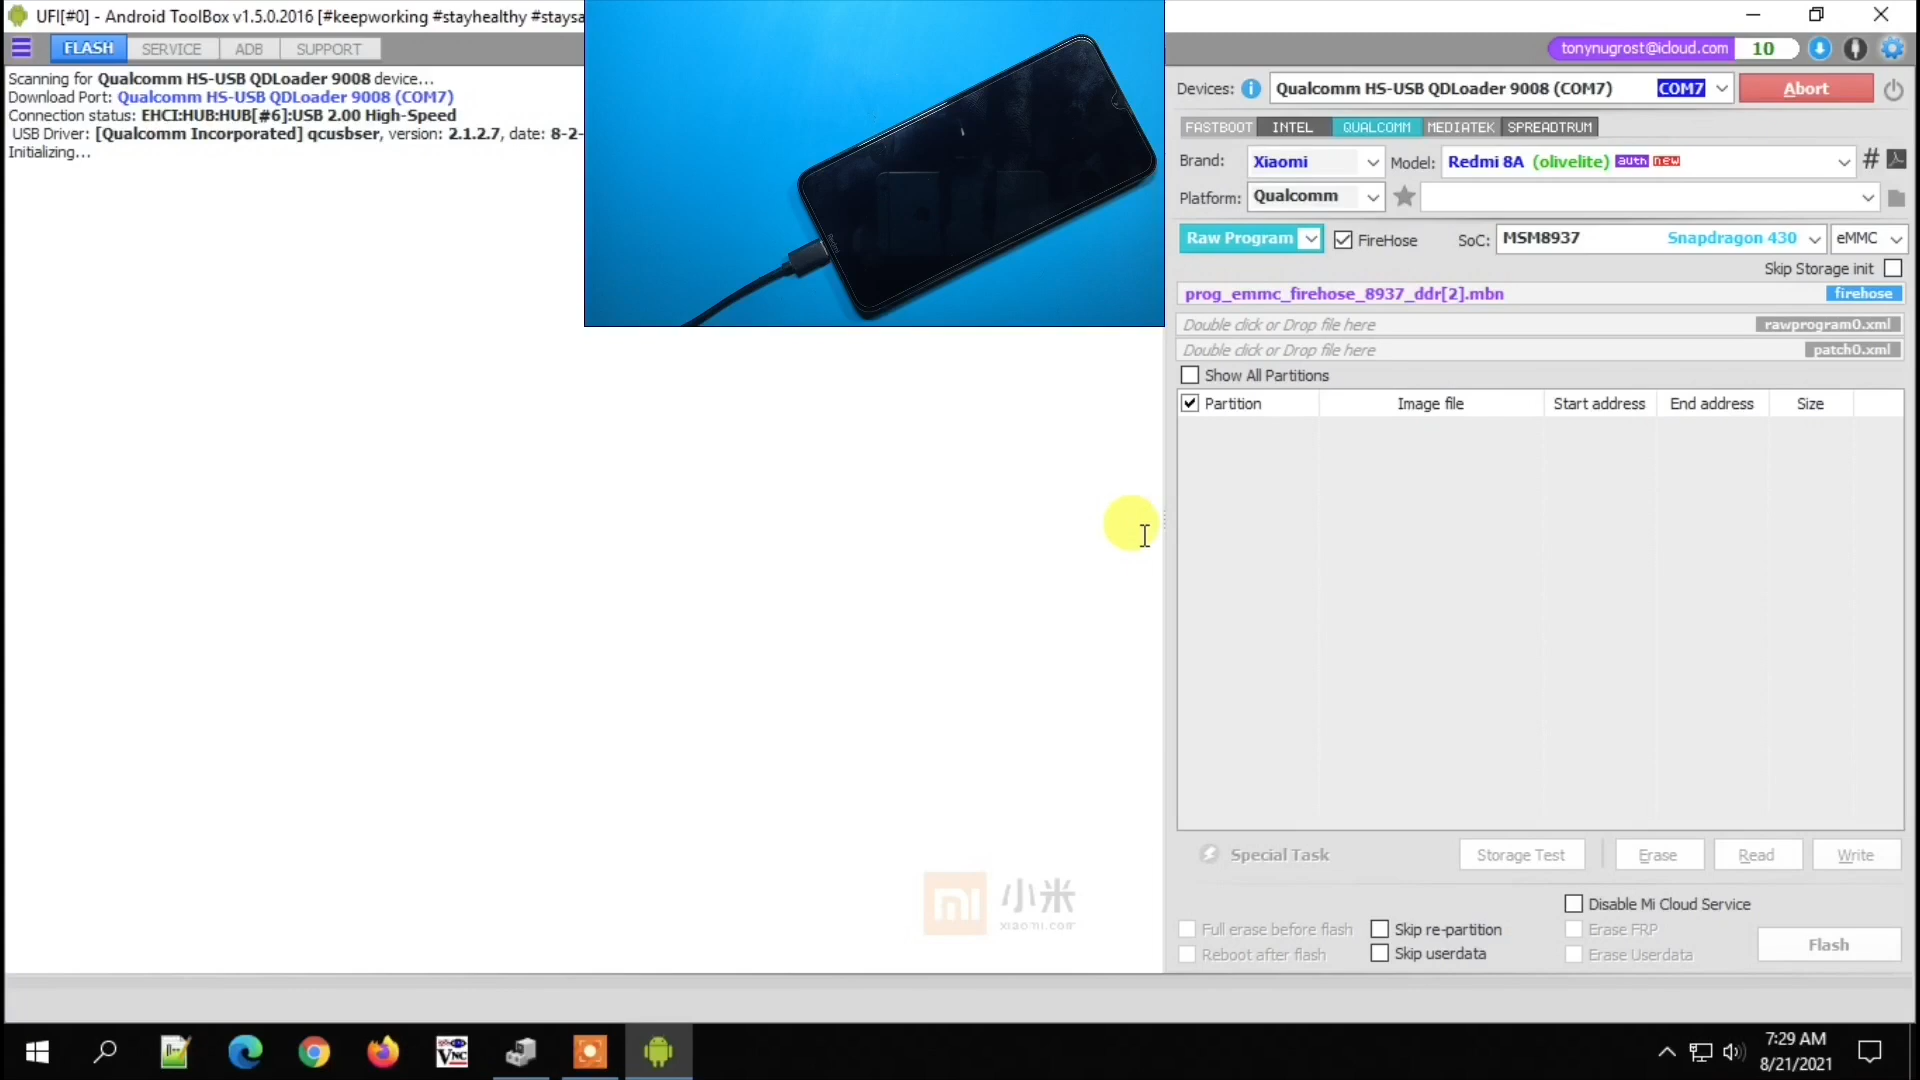 UFI[#0] - Android ToolBox v1.5.0.2016 [#keepworking #stayhealthy #staysa
FLASH SERVICE ADB SUPPORT
tonynugrost@icloud.com 10
Scanning for Qualcomm HS-USB QDLoader 9008 device...
Download Port: Qualcomm HS-USB QDLoader 9008 (COM7)
Connection status: EHCI:HUB:HUB[#6]:USB 2.00 High-Speed
USB Driver: [Qualcomm Incorporated] qcusbser, version: 2.1.2.7, date: 8-2-
Initializing...
Redmi
Devices: Qualcomm HS-USB QDLoader 9008 (COM7) COM7 Abort
FASTBOOT INTEL QUALCOMM MEDIATEK SPREADTRUM
Brand: Xiaomi Model: Redmi 8A (olivelite) auth new #
Platform: Qualcomm
Raw Program FireHose SoC: MSM8937 Snapdragon 430 eMMC
Skip Storage init
prog_emmc_firehose_8937_ddr[2].mbn firehose
Double click or Drop file here rawprogram0.xml
Double click or Drop file here patch0.xml
Show All Partitions
Partition Image file Start address End address Size
Special Task Storage Test Erase Read Write
mi 小米
xiaomi.com
Disable Mi Cloud Service
Full erase before flash Skip re-partition Erase FRP
Reboot after flash Skip userdata Erase Userdata
Flash
VNC
7:29 AM
8/21/2021